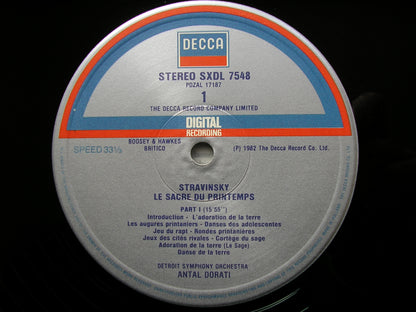 DECCA
STEREO SXDL 7548
PDZAL 17187
1
THE DECCA RECORD COMPANY LIMITED
DIGITAL
RECORDING
BOOSEY & HAWKES
BRITICO
(P) 1982 The Decca Record Co. Ltd.
SPEED 33⅓
STRAVINSKY
LE SACRE DU PRINTEMPS
PART I (15'55")
Introduction - L'adoration de la terre
Les augures printaniers - Danses des adolescentes
Jeu du rapt - Rondes printanières
Jeux des cités rivales - Cortège du sage
Adoration de la terre (Le Sage)
Danse de la terre
DETROIT SYMPHONY ORCHESTRA
ANTAL DORATI